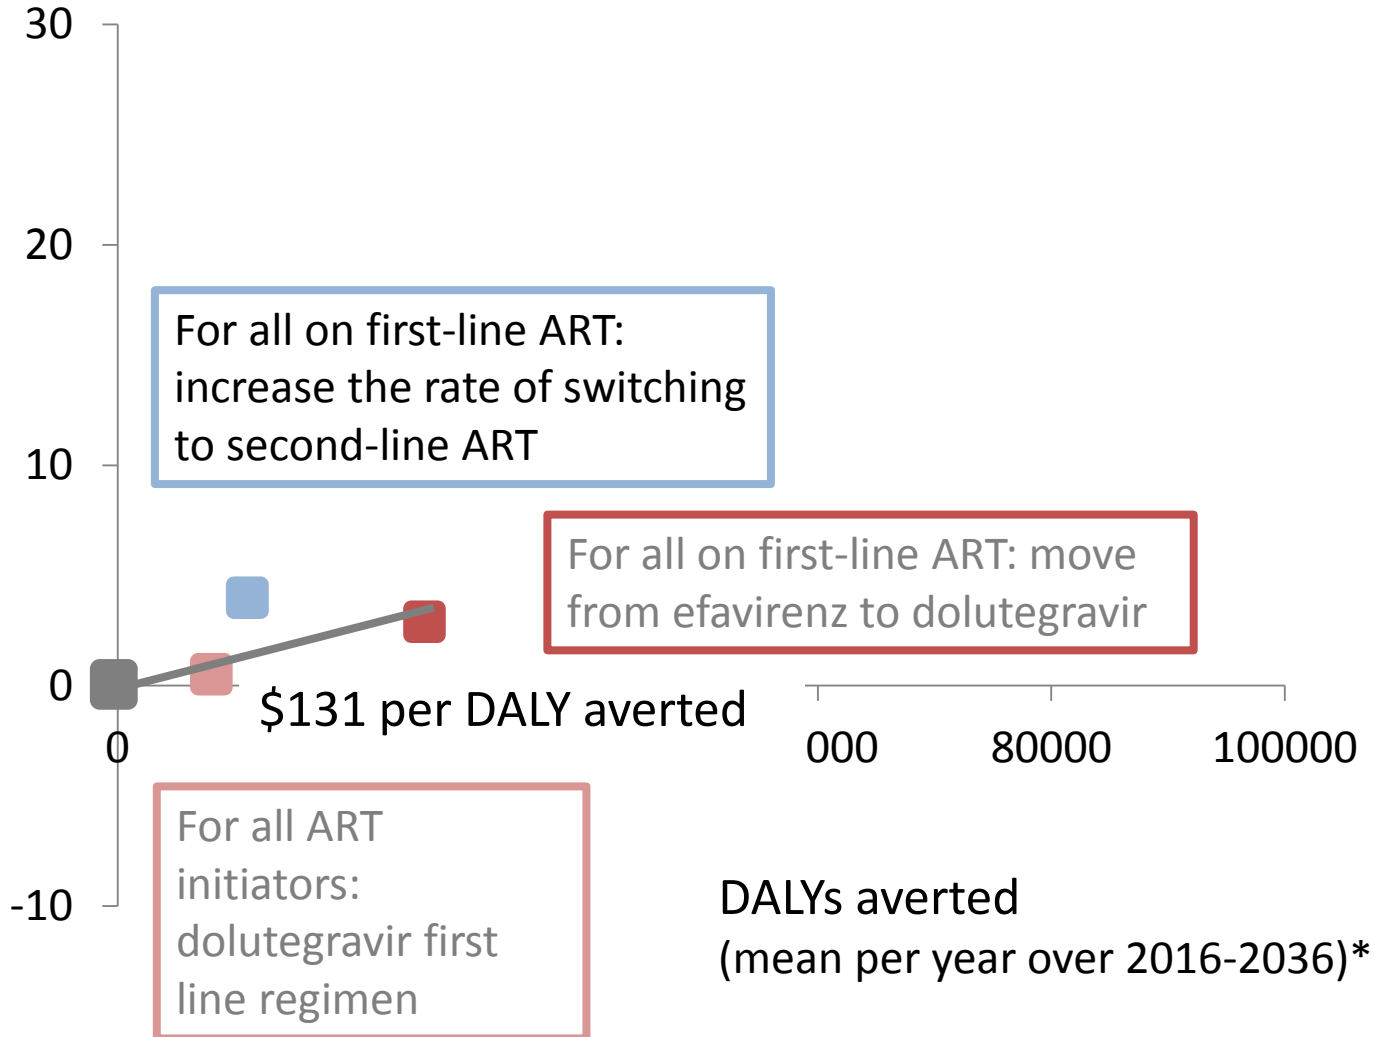 30
20
For all on first-line ART:
increase the rate of switching
to second-line ART
10
For all on first-line ART: move
from efavirenz to dolutegravir
0
$131 per DALY averted
0
000
80000
100000
For all ART
initiators:
dolutegravir first
line regimen
-10
DALYs averted
(mean per year over 2016-2036)*